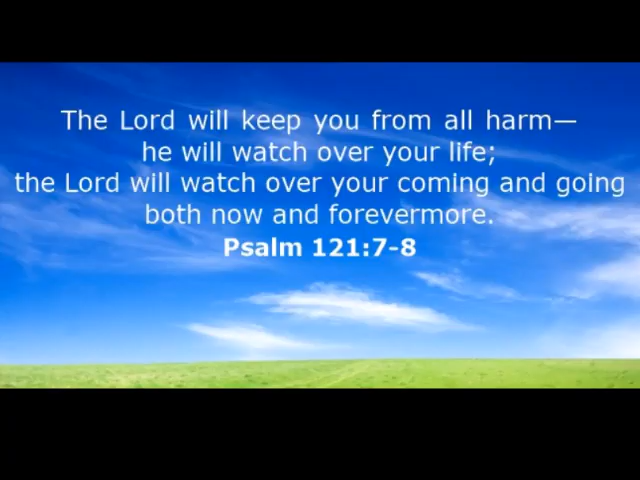 The Lord will keep you from all harm—
he will watch over your life;
the Lord will watch over your coming and going
both now and forevermore.
Psalm 121:7-8